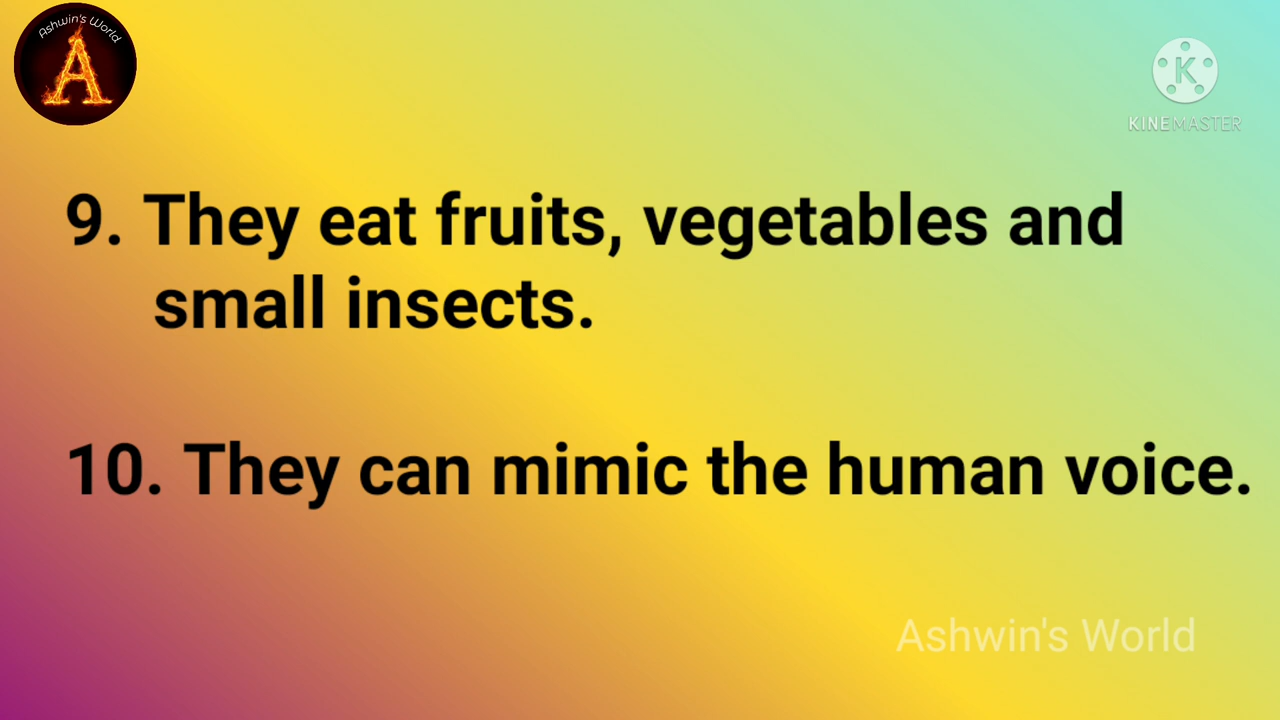 Ashwin's World
A
K
KINEMASTER
9. They eat fruits, vegetables and
small insects.
10. They can mimic the human voice.
Ashwin's World